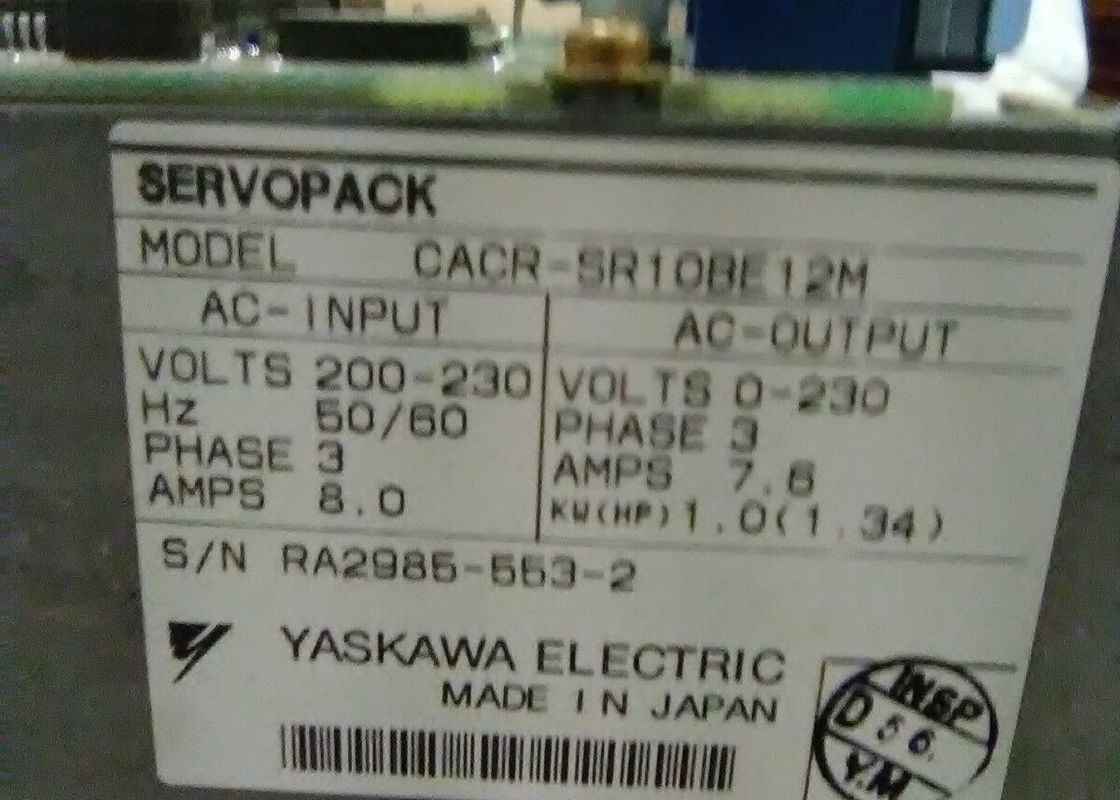 SERVOPACK
MODEL CACR-SR10BE12M
AC-INPUT
VOLTS 200-230
Hz 50/60
PHASE 3
AMPS 8.0
AC-OUTPUT
VOLTS 0-230
PHASE 3
AMPS 7.6
KW(HP) 1.0(1.34)
S/N RA2985-553-2
YASKAWA ELECTRIC
MADE IN JAPAN
INSP
D 56.
Y.M